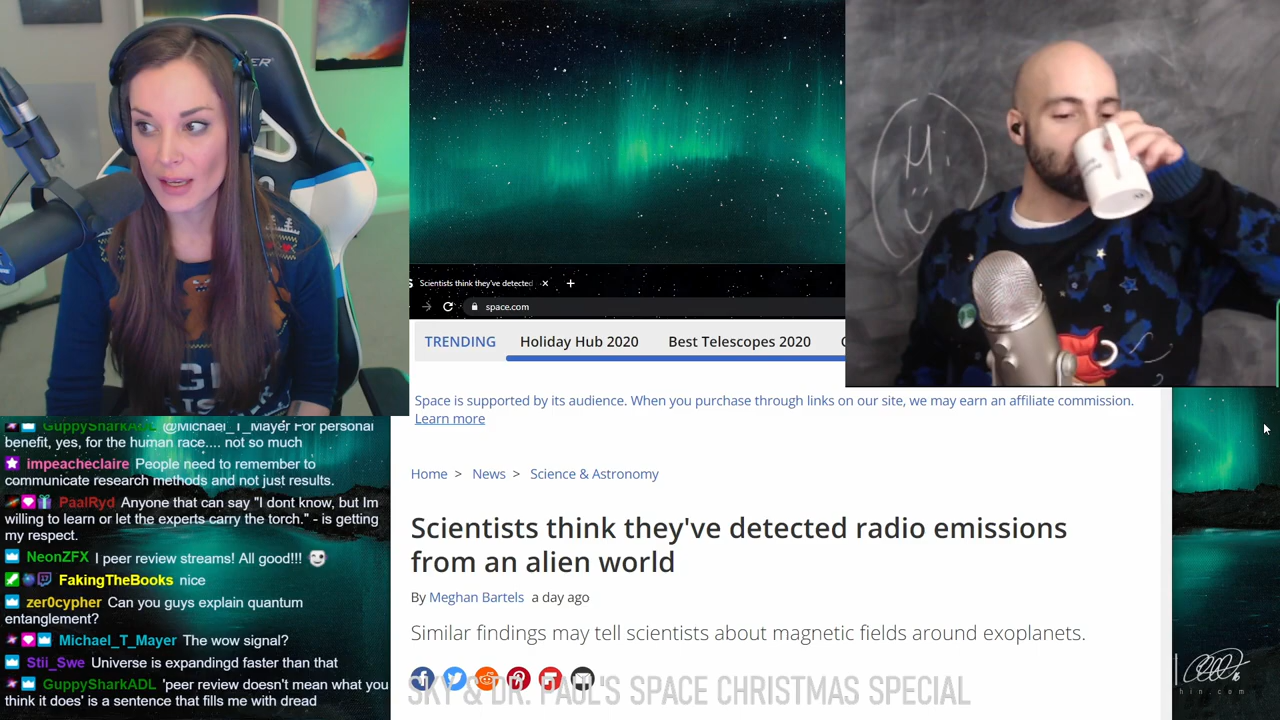 Hi
Scientists think they've detected
space.com
TRENDING Holiday Hub 2020 Best Telescopes 2020
Space is supported by its audience. When you purchase through links on our site, we may earn an affiliate commission.
Learn more
Home > News > Science & Astronomy
Scientists think they've detected radio emissions
from an alien world
By Meghan Bartels a day ago
Similar findings may tell scientists about magnetic fields around exoplanets.
SKY & DR. PAUL'S SPACE CHRISTMAS SPECIAL
GuppySharkADL @Michael_T_Mayer For personal
benefit, yes, for the human race.... not so much
impeacheclaire People need to remember to
communicate research methods and not just results.
PaalRyd Anyone that can say "I dont know, but Im
willing to learn or let the experts carry the torch." - is getting
my respect.
NeonZFX I peer review streams! All good!!!
FakingTheBooks nice
zer0cypher Can you guys explain quantum
entanglement?
Michael_T_Mayer The wow signal?
Stii_Swe Universe is expandingd faster than that
GuppySharkADL 'peer review doesn't mean what you
think it does' is a sentence that fills me with dread